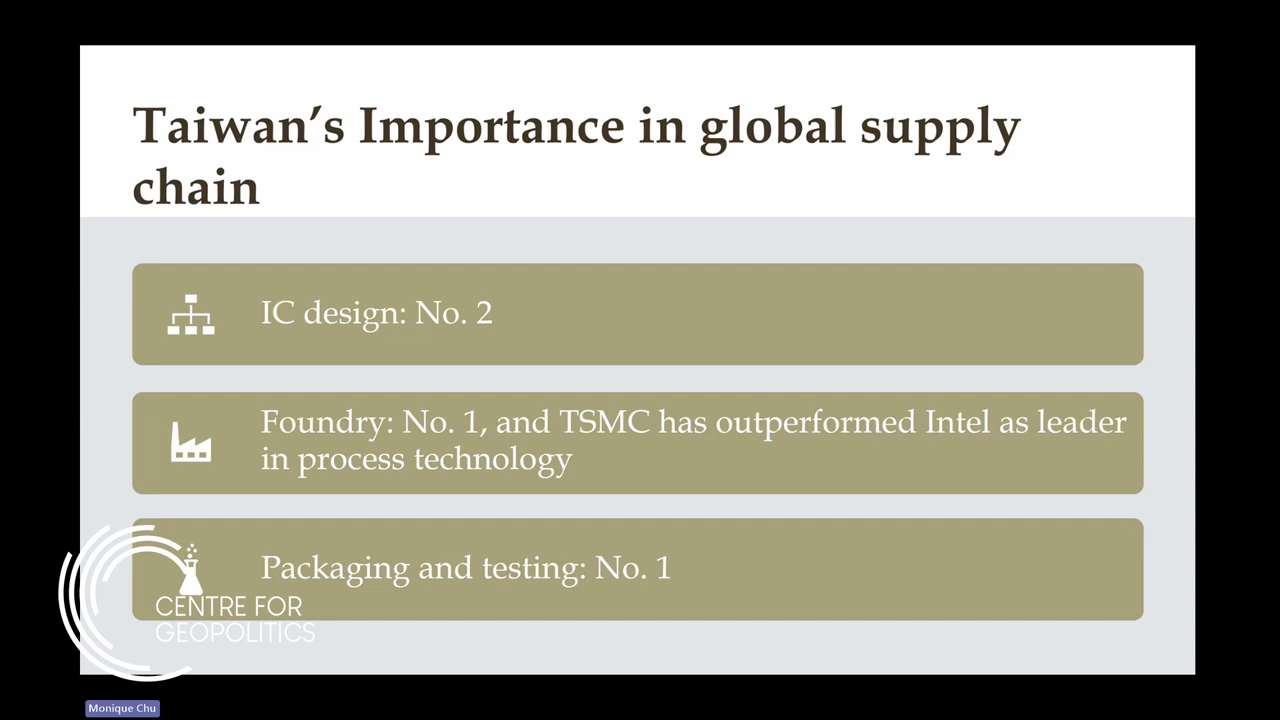 Taiwan’s Importance in global supply
chain
IC design: No. 2
Foundry: No. 1, and TSMC has outperformed Intel as leader
in process technology
Packaging and testing: No. 1
CENTRE FOR
GEOPOLITICS
Monique Chu